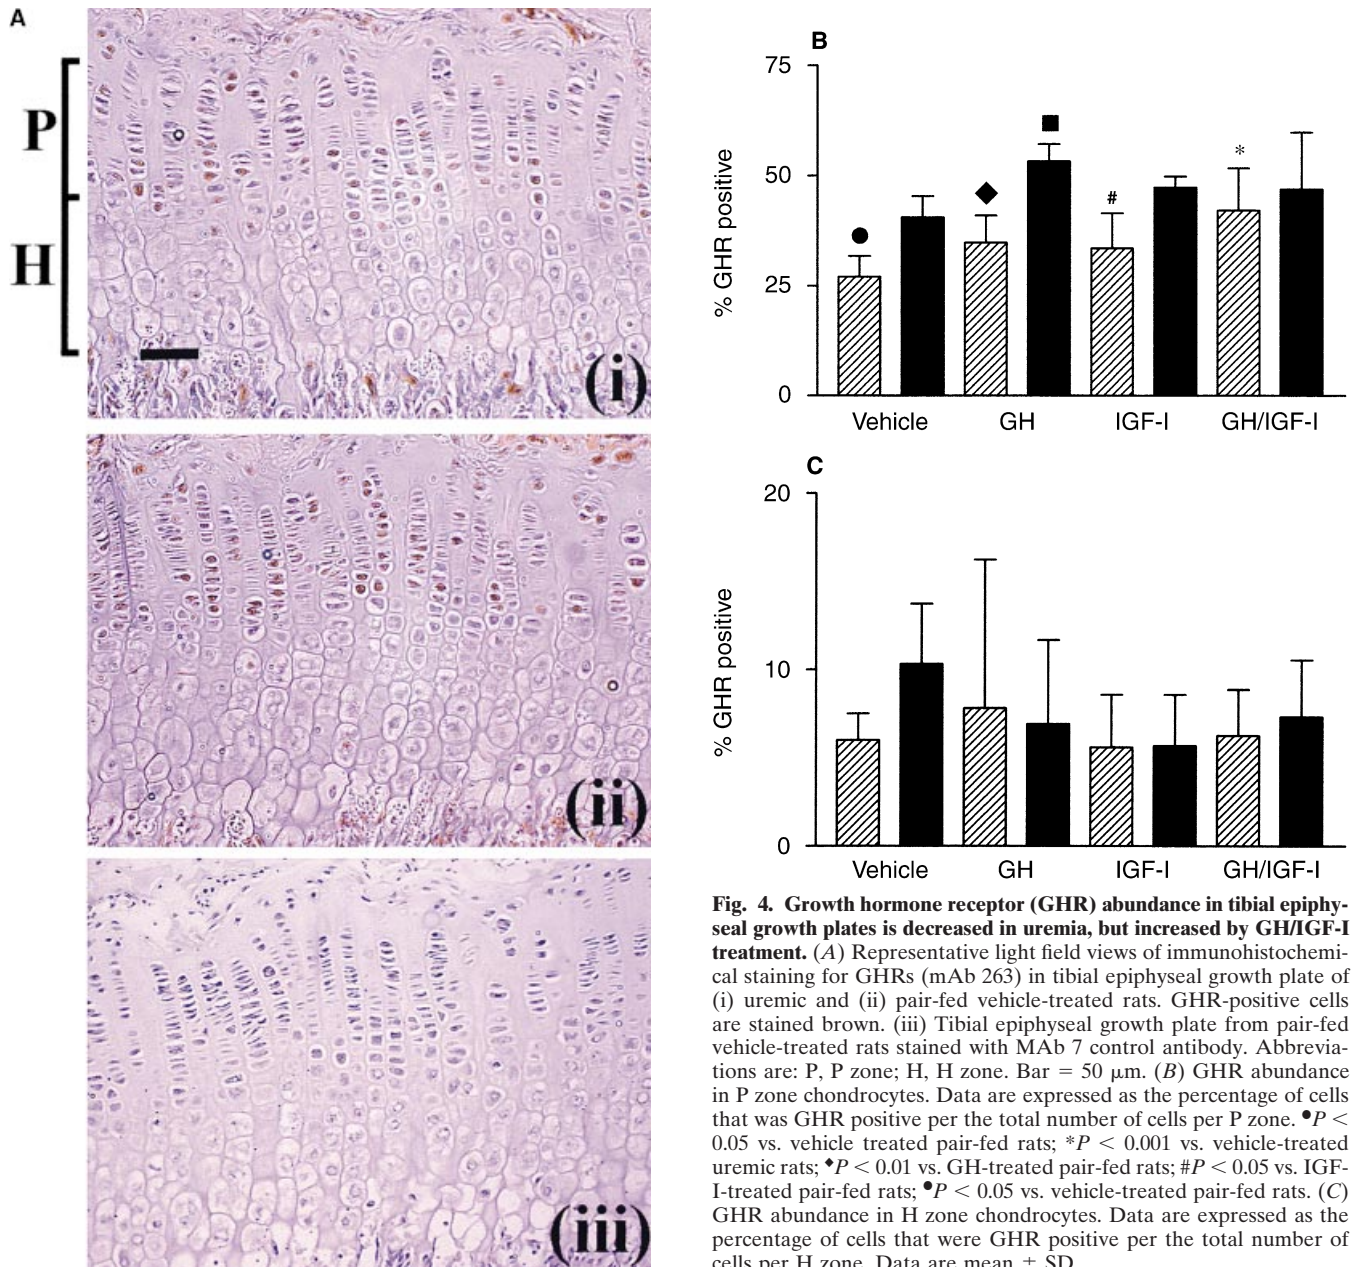 A
P
H
(i)
(ii)
(iii)
B
75
50
25
0
% GHR positive
#
*
Vehicle GH IGF-I GH/IGF-I
C
20
10
0
% GHR positive
Vehicle GH IGF-I GH/IGF-I
Fig. 4. Growth hormone receptor (GHR) abundance in tibial epiphy-
seal growth plates is decreased in uremia, but increased by GH/IGF-I
treatment. (A) Representative light field views of immunohistochemi-
cal staining for GHRs (mAb 263) in tibial epiphyseal growth plate of
(i) uremic and (ii) pair-fed vehicle-treated rats. GHR-positive cells
are stained brown. (iii) Tibial epiphyseal growth plate from pair-fed
vehicle-treated rats stained with MAb 7 control antibody. Abbrevia-
tions are: P, P zone; H, H zone. Bar = 50 μm. (B) GHR abundance
in P zone chondrocytes. Data are expressed as the percentage of cells
that was GHR positive per the total number of cells per P zone. ●P <
0.05 vs. vehicle treated pair-fed rats; *P < 0.001 vs. vehicle-treated
uremic rats; ◆P < 0.01 vs. GH-treated pair-fed rats; #P < 0.05 vs. IGF-
I-treated pair-fed rats; ●P < 0.05 vs. vehicle-treated pair-fed rats. (C)
GHR abundance in H zone chondrocytes. Data are expressed as the
percentage of cells that were GHR positive per the total number of
cells per H zone. Data are mean ± SD